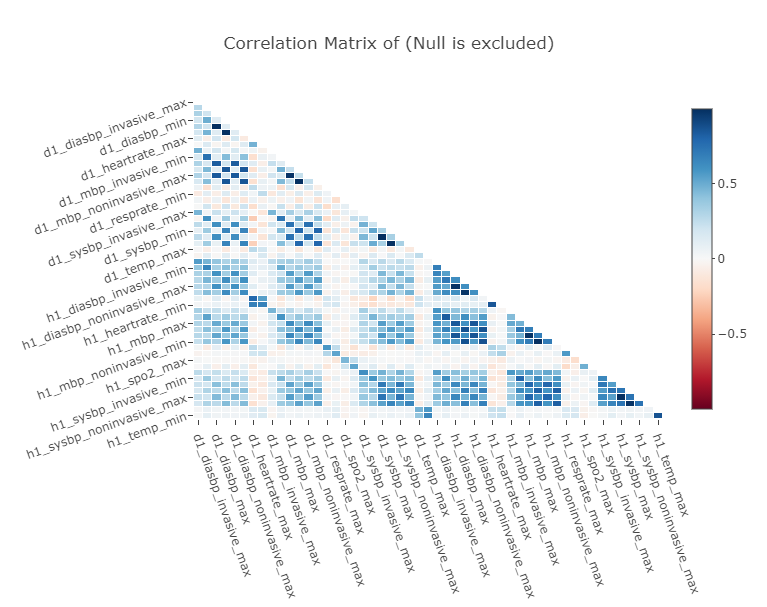 Correlation Matrix of (Null is excluded)
d1_diasbp_invasive_max
d1_diasbp_min
d1_heartrate_max
d1_mbp_invasive_min
d1_mbp_noninvasive_max
d1_resprate_min
d1_sysbp_invasive_max
d1_sysbp_min
d1_temp_max
h1_diasbp_invasive_min
h1_diasbp_noninvasive_max
h1_heartrate_min
h1_mbp_max
h1_mbp_noninvasive_min
h1_spo2_max
h1_sysbp_invasive_min
h1_sysbp_noninvasive_max
h1_temp_min
d1_diasbp_invasive_max
d1_diasbp_max
d1_diasbp_noninvasive_max
d1_heartrate_max
d1_mbp_invasive_max
d1_mbp_max
d1_mbp_noninvasive_max
d1_resprate_max
d1_spo2_max
d1_sysbp_invasive_max
d1_sysbp_max
d1_sysbp_noninvasive_max
d1_temp_max
h1_diasbp_invasive_max
h1_diasbp_max
h1_diasbp_noninvasive_max
h1_heartrate_max
h1_mbp_invasive_max
h1_mbp_max
h1_mbp_noninvasive_max
h1_resprate_max
h1_spo2_max
h1_sysbp_invasive_max
h1_sysbp_max
h1_sysbp_noninvasive_max
h1_temp_max
0.5
0
−0.5